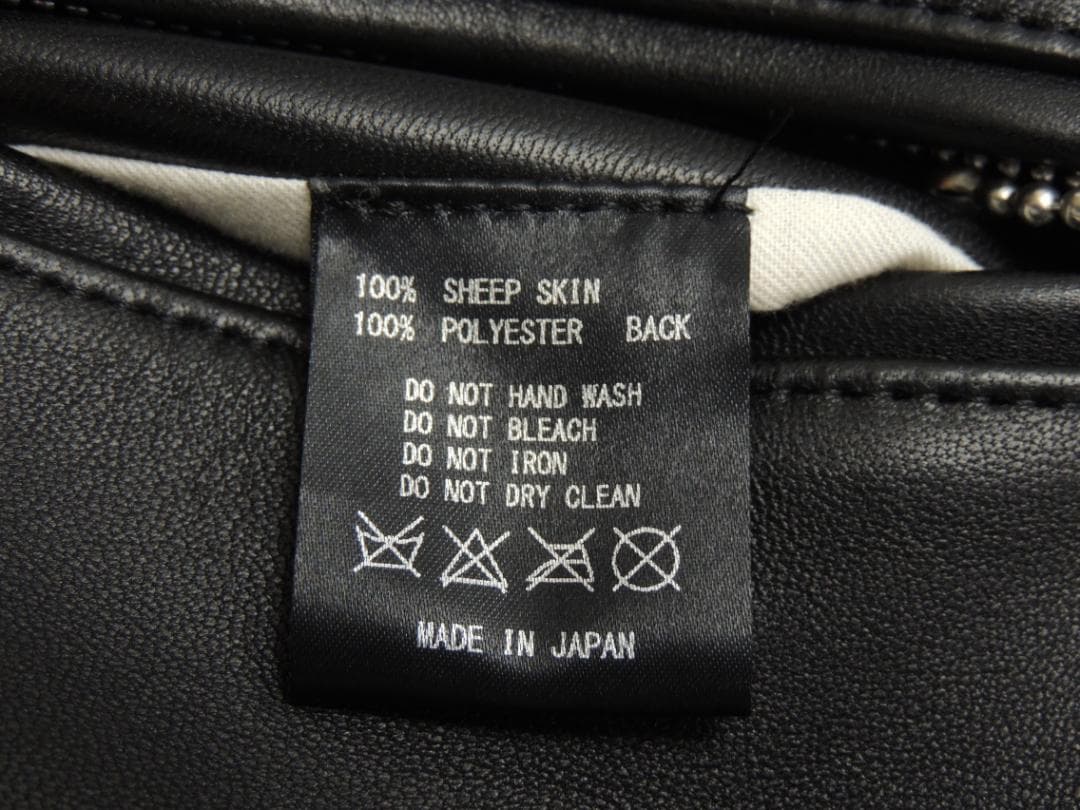 100% SHEEP SKIN
100% POLYESTER BACK
DO NOT HAND WASH
DO NOT BLEACH
DO NOT IRON
DO NOT DRY CLEAN
MADE IN JAPAN